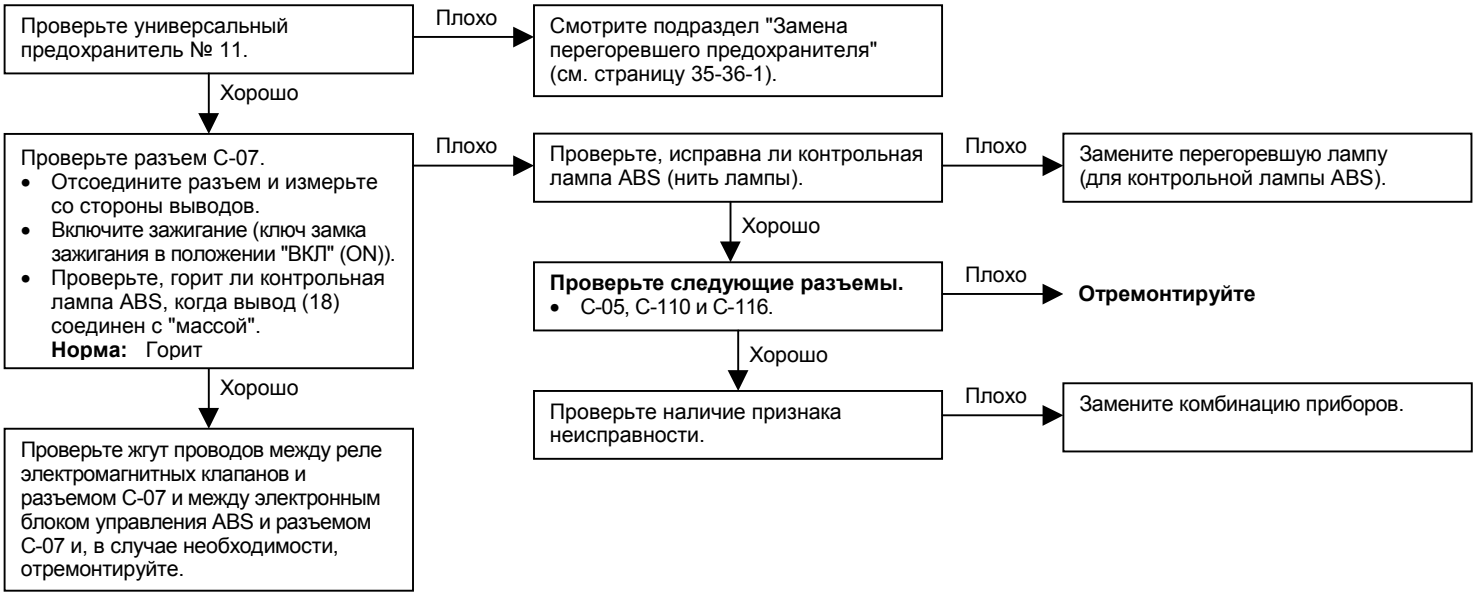 Проверьте универсальный
предохранитель № 11.
Плохо
Смотрите подраздел "Замена
перегоревшего предохранителя"
(см. страницу 35-36-1).
Хорошо
Проверьте разъем C-07.
• Отсоедините разъем и измерьте
со стороны выводов.
• Включите зажигание (ключ замка
зажигания в положении "ВКЛ" (ON)).
• Проверьте, горит ли контрольная
лампа ABS, когда вывод (18)
соединен с "массой".
Норма: Горит
Плохо
Проверьте, исправна ли контрольная
лампа ABS (нить лампы).
Плохо
Замените перегоревшую лампу
(для контрольной лампы ABS).
Хорошо
Проверьте следующие разъемы.
• C-05, C-110 и C-116.
Плохо
Отремонтируйте
Хорошо
Проверьте наличие признака
неисправности.
Плохо
Замените комбинацию приборов.
Хорошо
Проверьте жгут проводов между реле
электромагнитных клапанов и
разъемом C-07 и между электронным
блоком управления ABS и разъемом
C-07 и, в случае необходимости,
отремонтируйте.